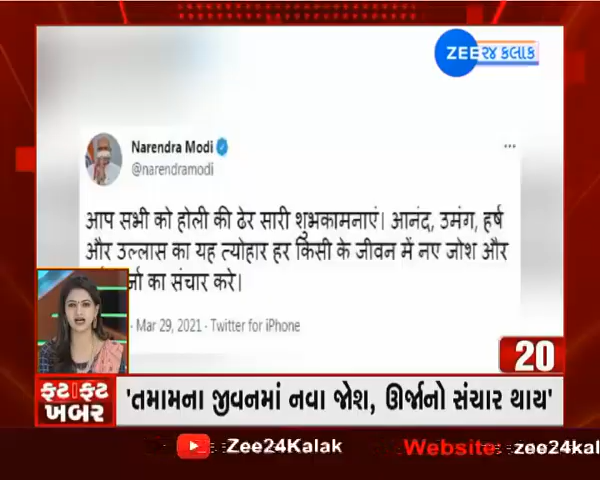 ZEE ૨૪ કલાક
Narendra Modi
@narendramodi
आप सभी को होली की ढेर सारी शुभकामनाएं। आनंद, उमंग, हर्ष
और उल्लास का यह त्योहार हर किसी के जीवन में नए जोश और
का संचार करे।
· Mar 29, 2021 · Twitter for iPhone
20
ફટાફટ
ખબર
'તમામના જીવનમાં નવા જોશ, ઊર્જાનો સંચાર થાય'
Zee24Kalak
Website: zee24kal